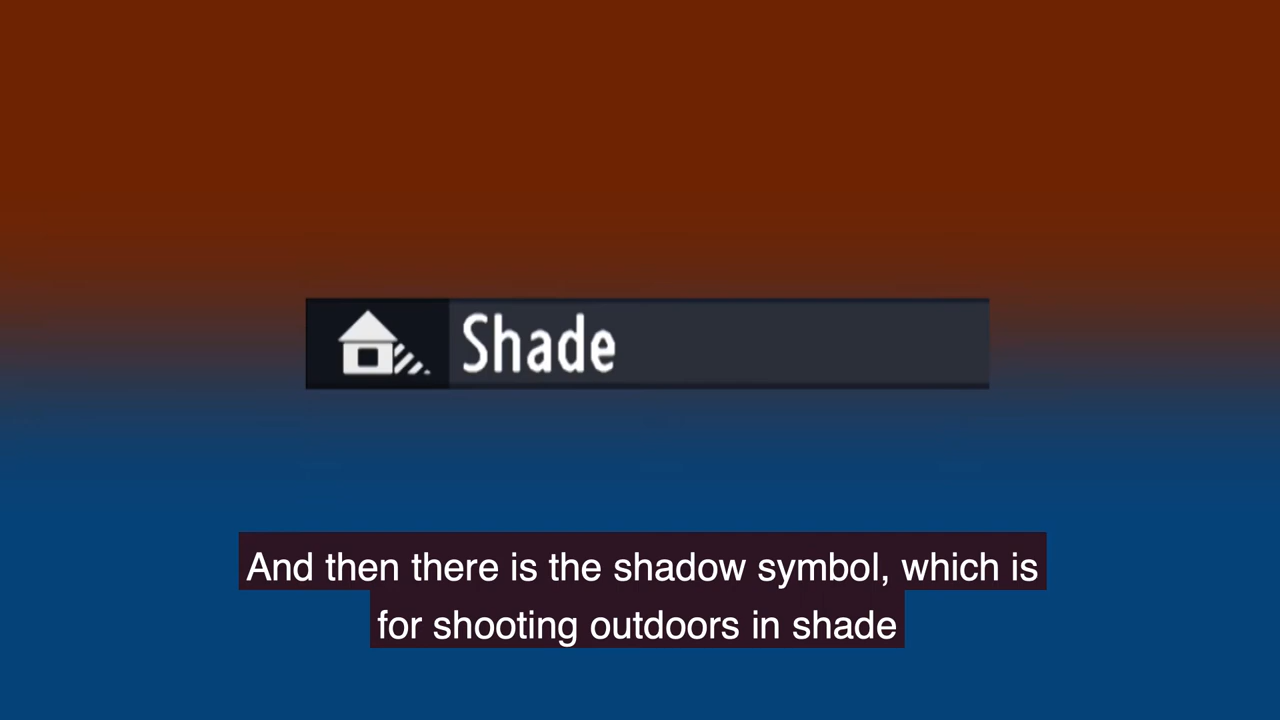 Shade
And then there is the shadow symbol, which is
for shooting outdoors in shade